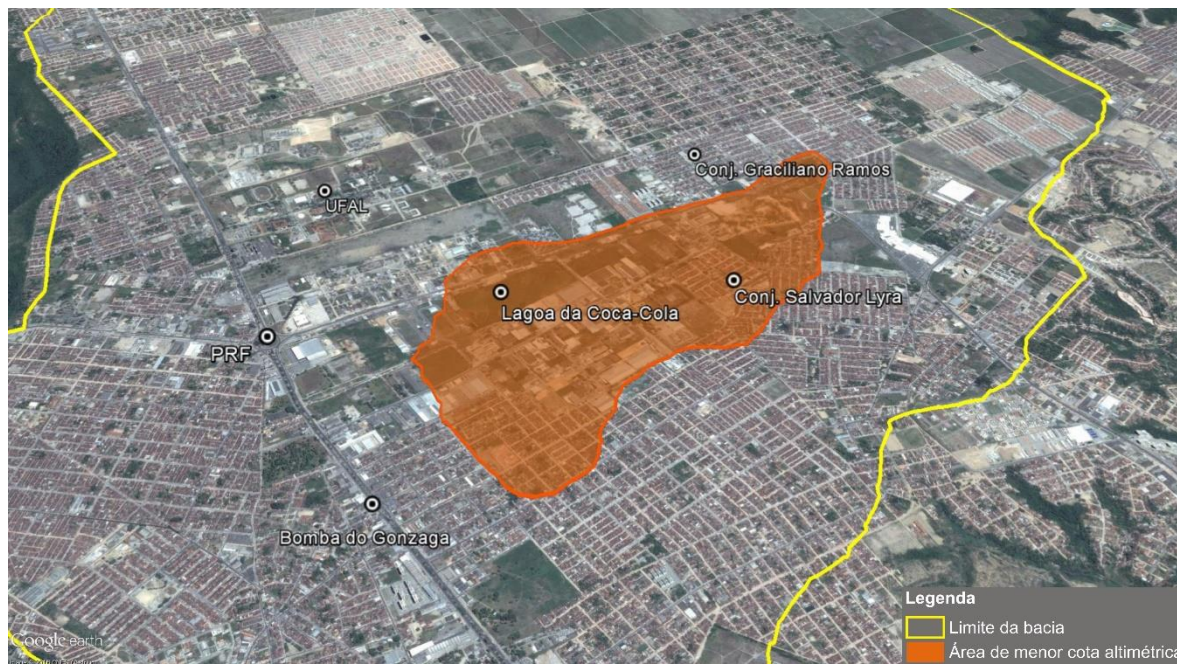 Conj. Graciliano Ramos
UFAL
Lagoa da Coca-Cola
Conj. Salvador Lyra
PRF
Bomba do Gonzaga
Google earth
Legenda
Limite da bacia
Área de menor cota altimétrica